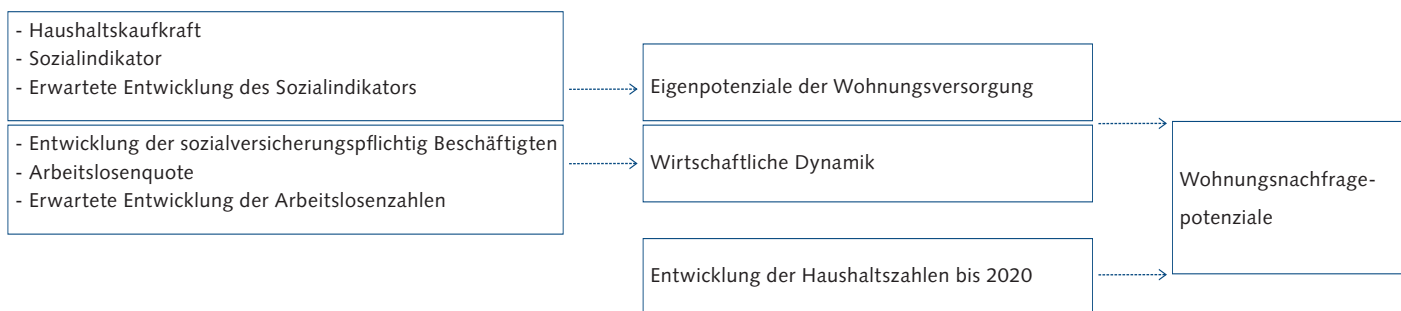 - Haushaltskaufkraft
- Sozialindikator
- Erwartete Entwicklung des Sozialindikators
- Entwicklung der sozialversicherungspflichtig Beschäftigten
- Arbeitslosenquote
- Erwartete Entwicklung der Arbeitslosenzahlen
Eigenpotenziale der Wohnungsversorgung
Wirtschaftliche Dynamik
Entwicklung der Haushaltszahlen bis 2020
Wohnungsnachfrage-
potenziale